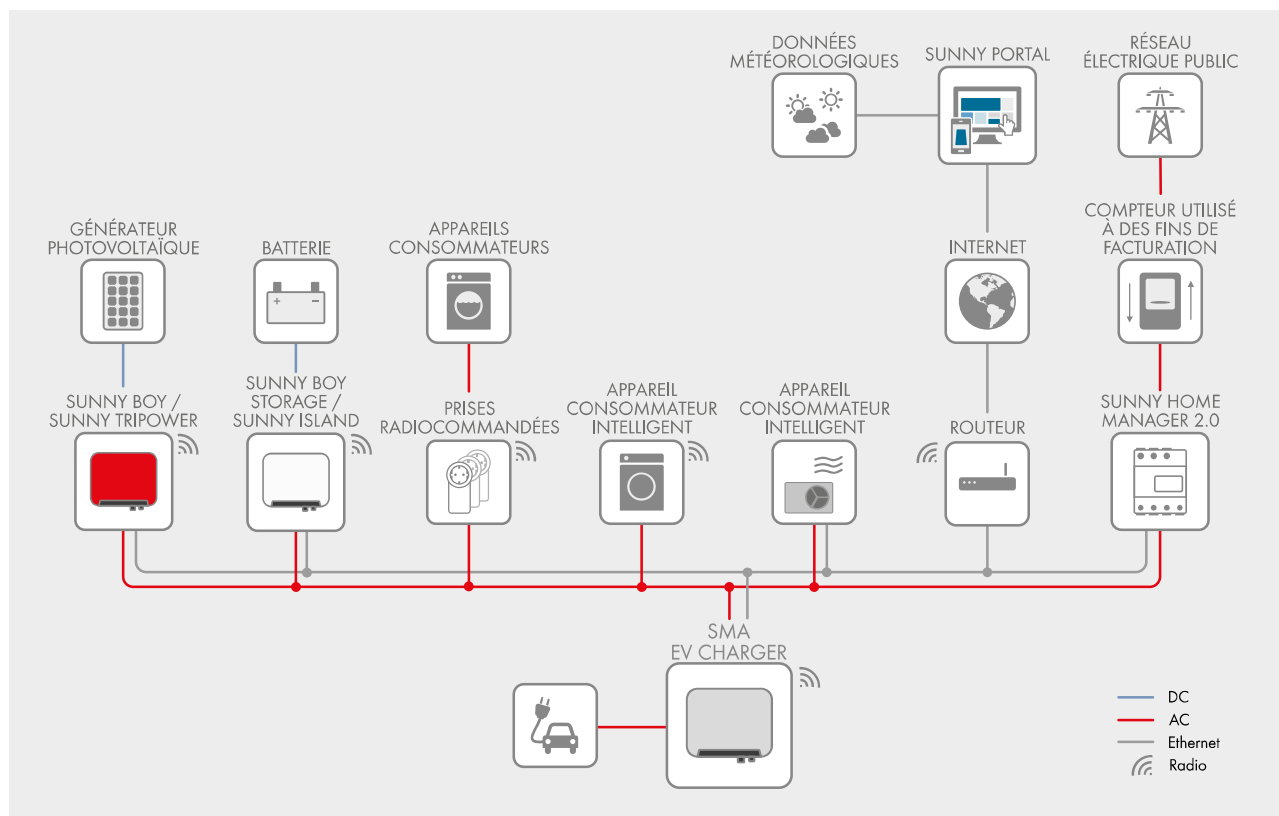 DONNÉES
MÉTÉOROLOGIQUES
SUNNY PORTAL
RÉSEAU
ÉLECTRIQUE PUBLIC
GÉNÉRATEUR
PHOTOVOLTAÏQUE
BATTERIE
APPAREILS
CONSOMMATEURS
INTERNET
COMPTEUR UTILISÉ
À DES FINS DE
FACTURATION
SUNNY BOY /
SUNNY TRIPOWER
SUNNY BOY
STORAGE /
SUNNY ISLAND
PRISES
RADIOCOMMANDÉES
APPAREIL
CONSOMMATEUR
INTELLIGENT
APPAREIL
CONSOMMATEUR
INTELLIGENT
ROUTEUR
SUNNY HOME
MANAGER 2.0
SMA
EV CHARGER
DC
AC
Ethernet
Radio